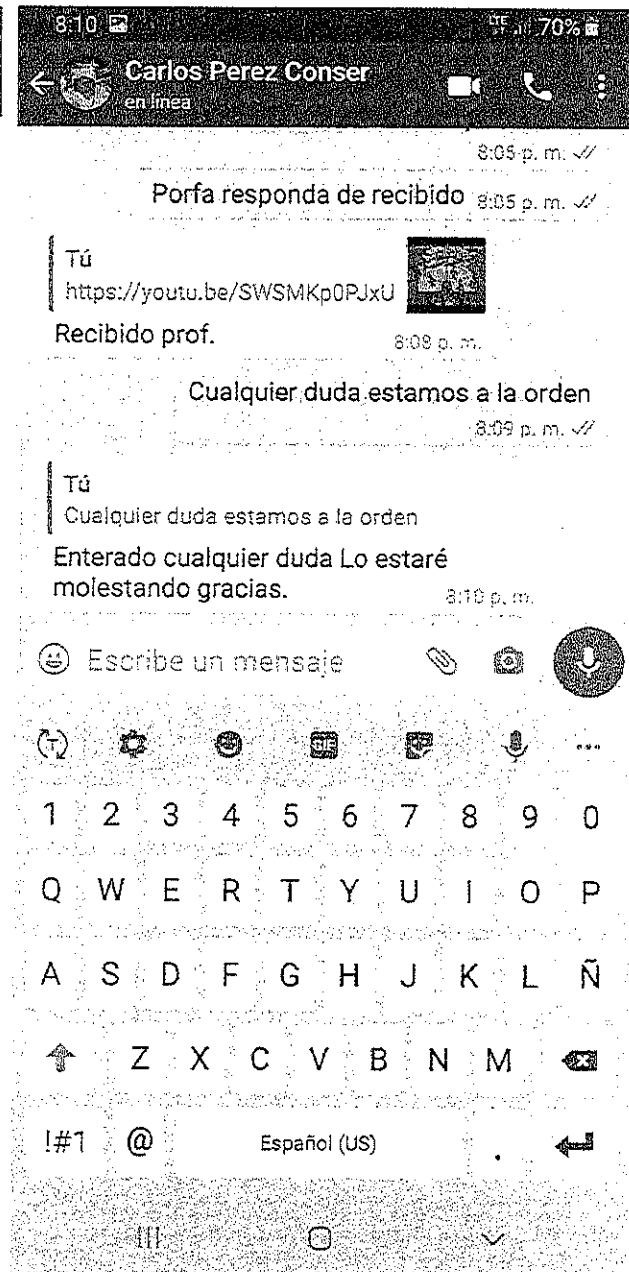 8:10 LTE 70%
Carlos Perez Conser
en línea
8:05 p. m.
Porfa responda de recibido 8:05 p. m.
Tú
https://youtu.be/SWSMKp0PJxU
Recibido prof. 8:08 p. m.
Cualquier duda estamos a la orden
8:09 p. m.
Tú
Cualquier duda estamos a la orden
Enterado cualquier duda Lo estaré
molestando gracias. 8:10 p. m.
Escribe un mensaje
GIF
1 2 3 4 5 6 7 8 9 0
Q W E R T Y U I O P
A S D F G H J K L Ñ
Z X C V B N M
!#1 @ Español (US) .